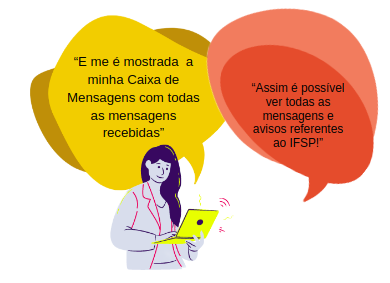 “E me é mostrada a
minha Caixa de
Mensagens com todas
as mensagens
recebidas”
“Assim é possível
ver todas as
mensagens e
avisos referentes
ao IFSP!”